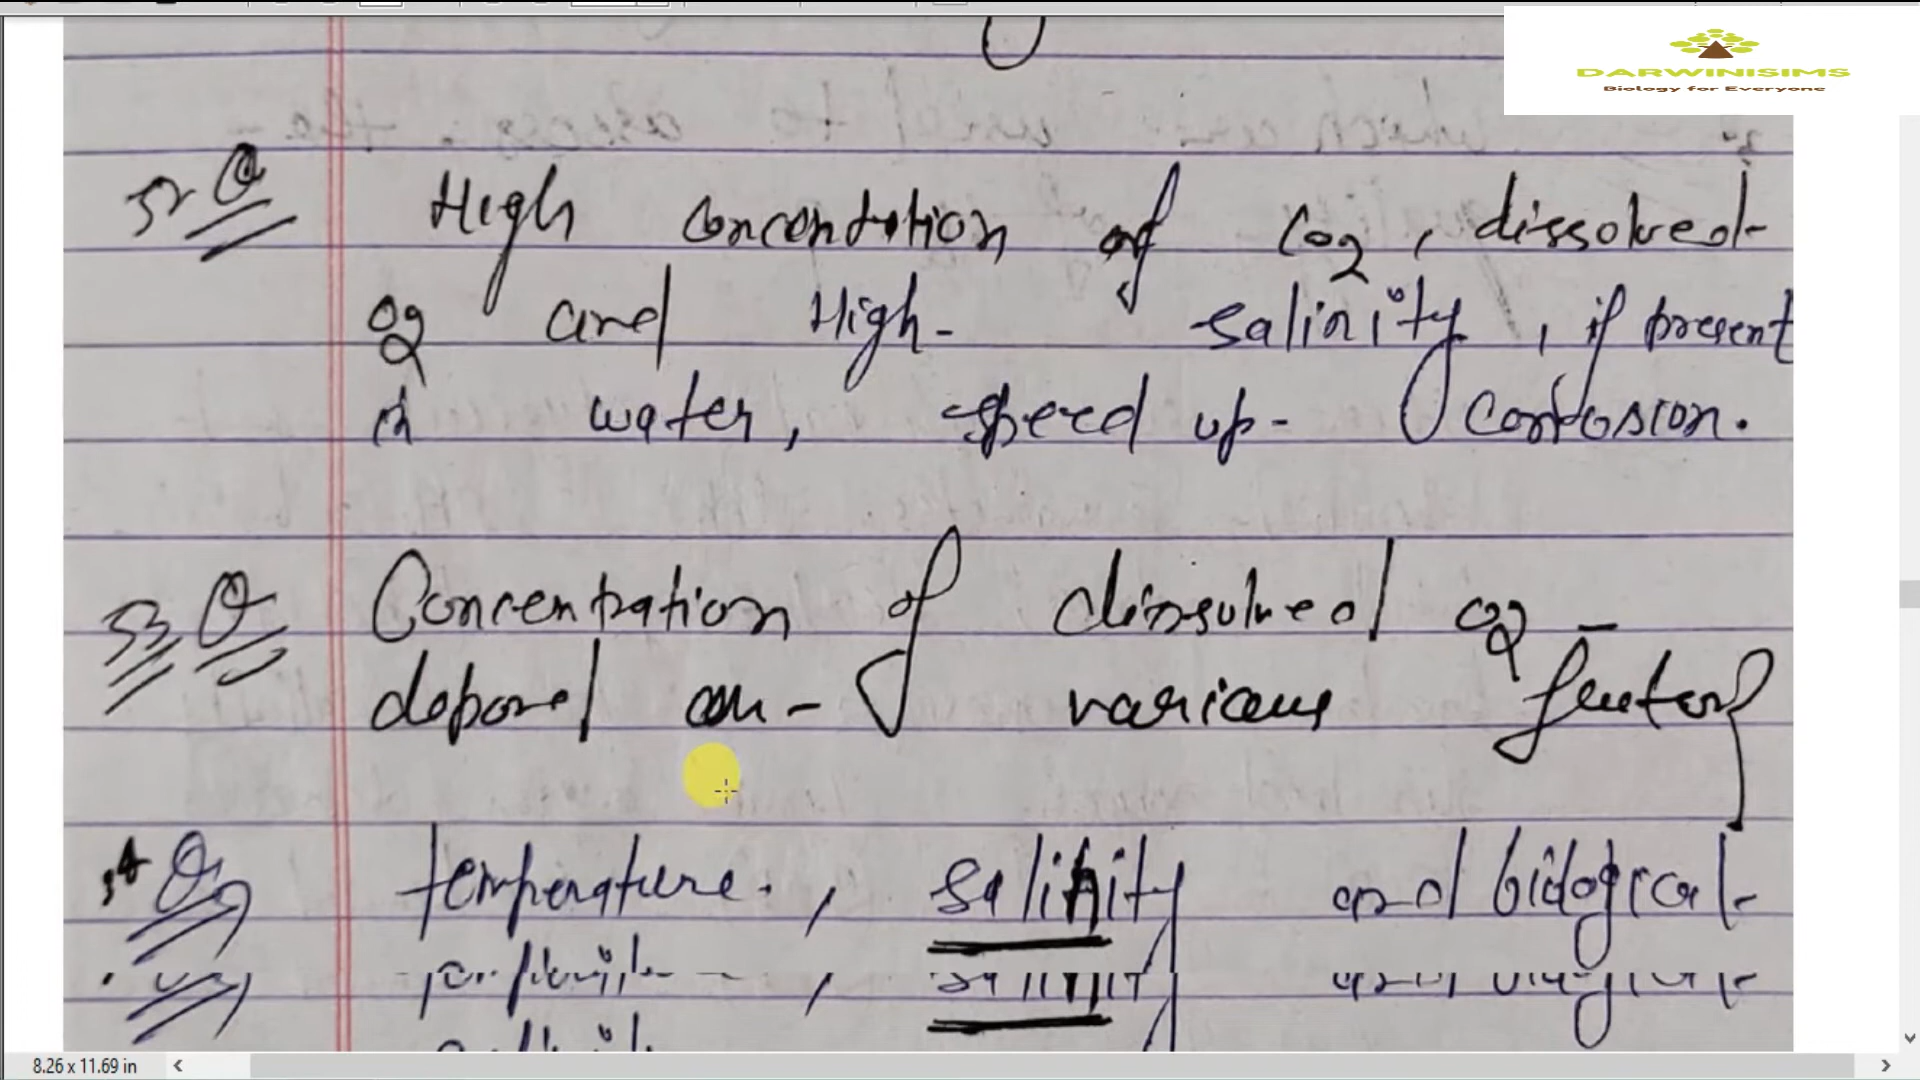 DARWINISIMS
Biology for Everyone
52 Q High concentration of CO2, dissolved
O2 and High- salinity, if present
in water, speed up- corrosion.
53 Q Concentration of dissolved O2 -
depend on - various factors
54 Q temperature, salinity and biological-
8.26 x 11.69 in